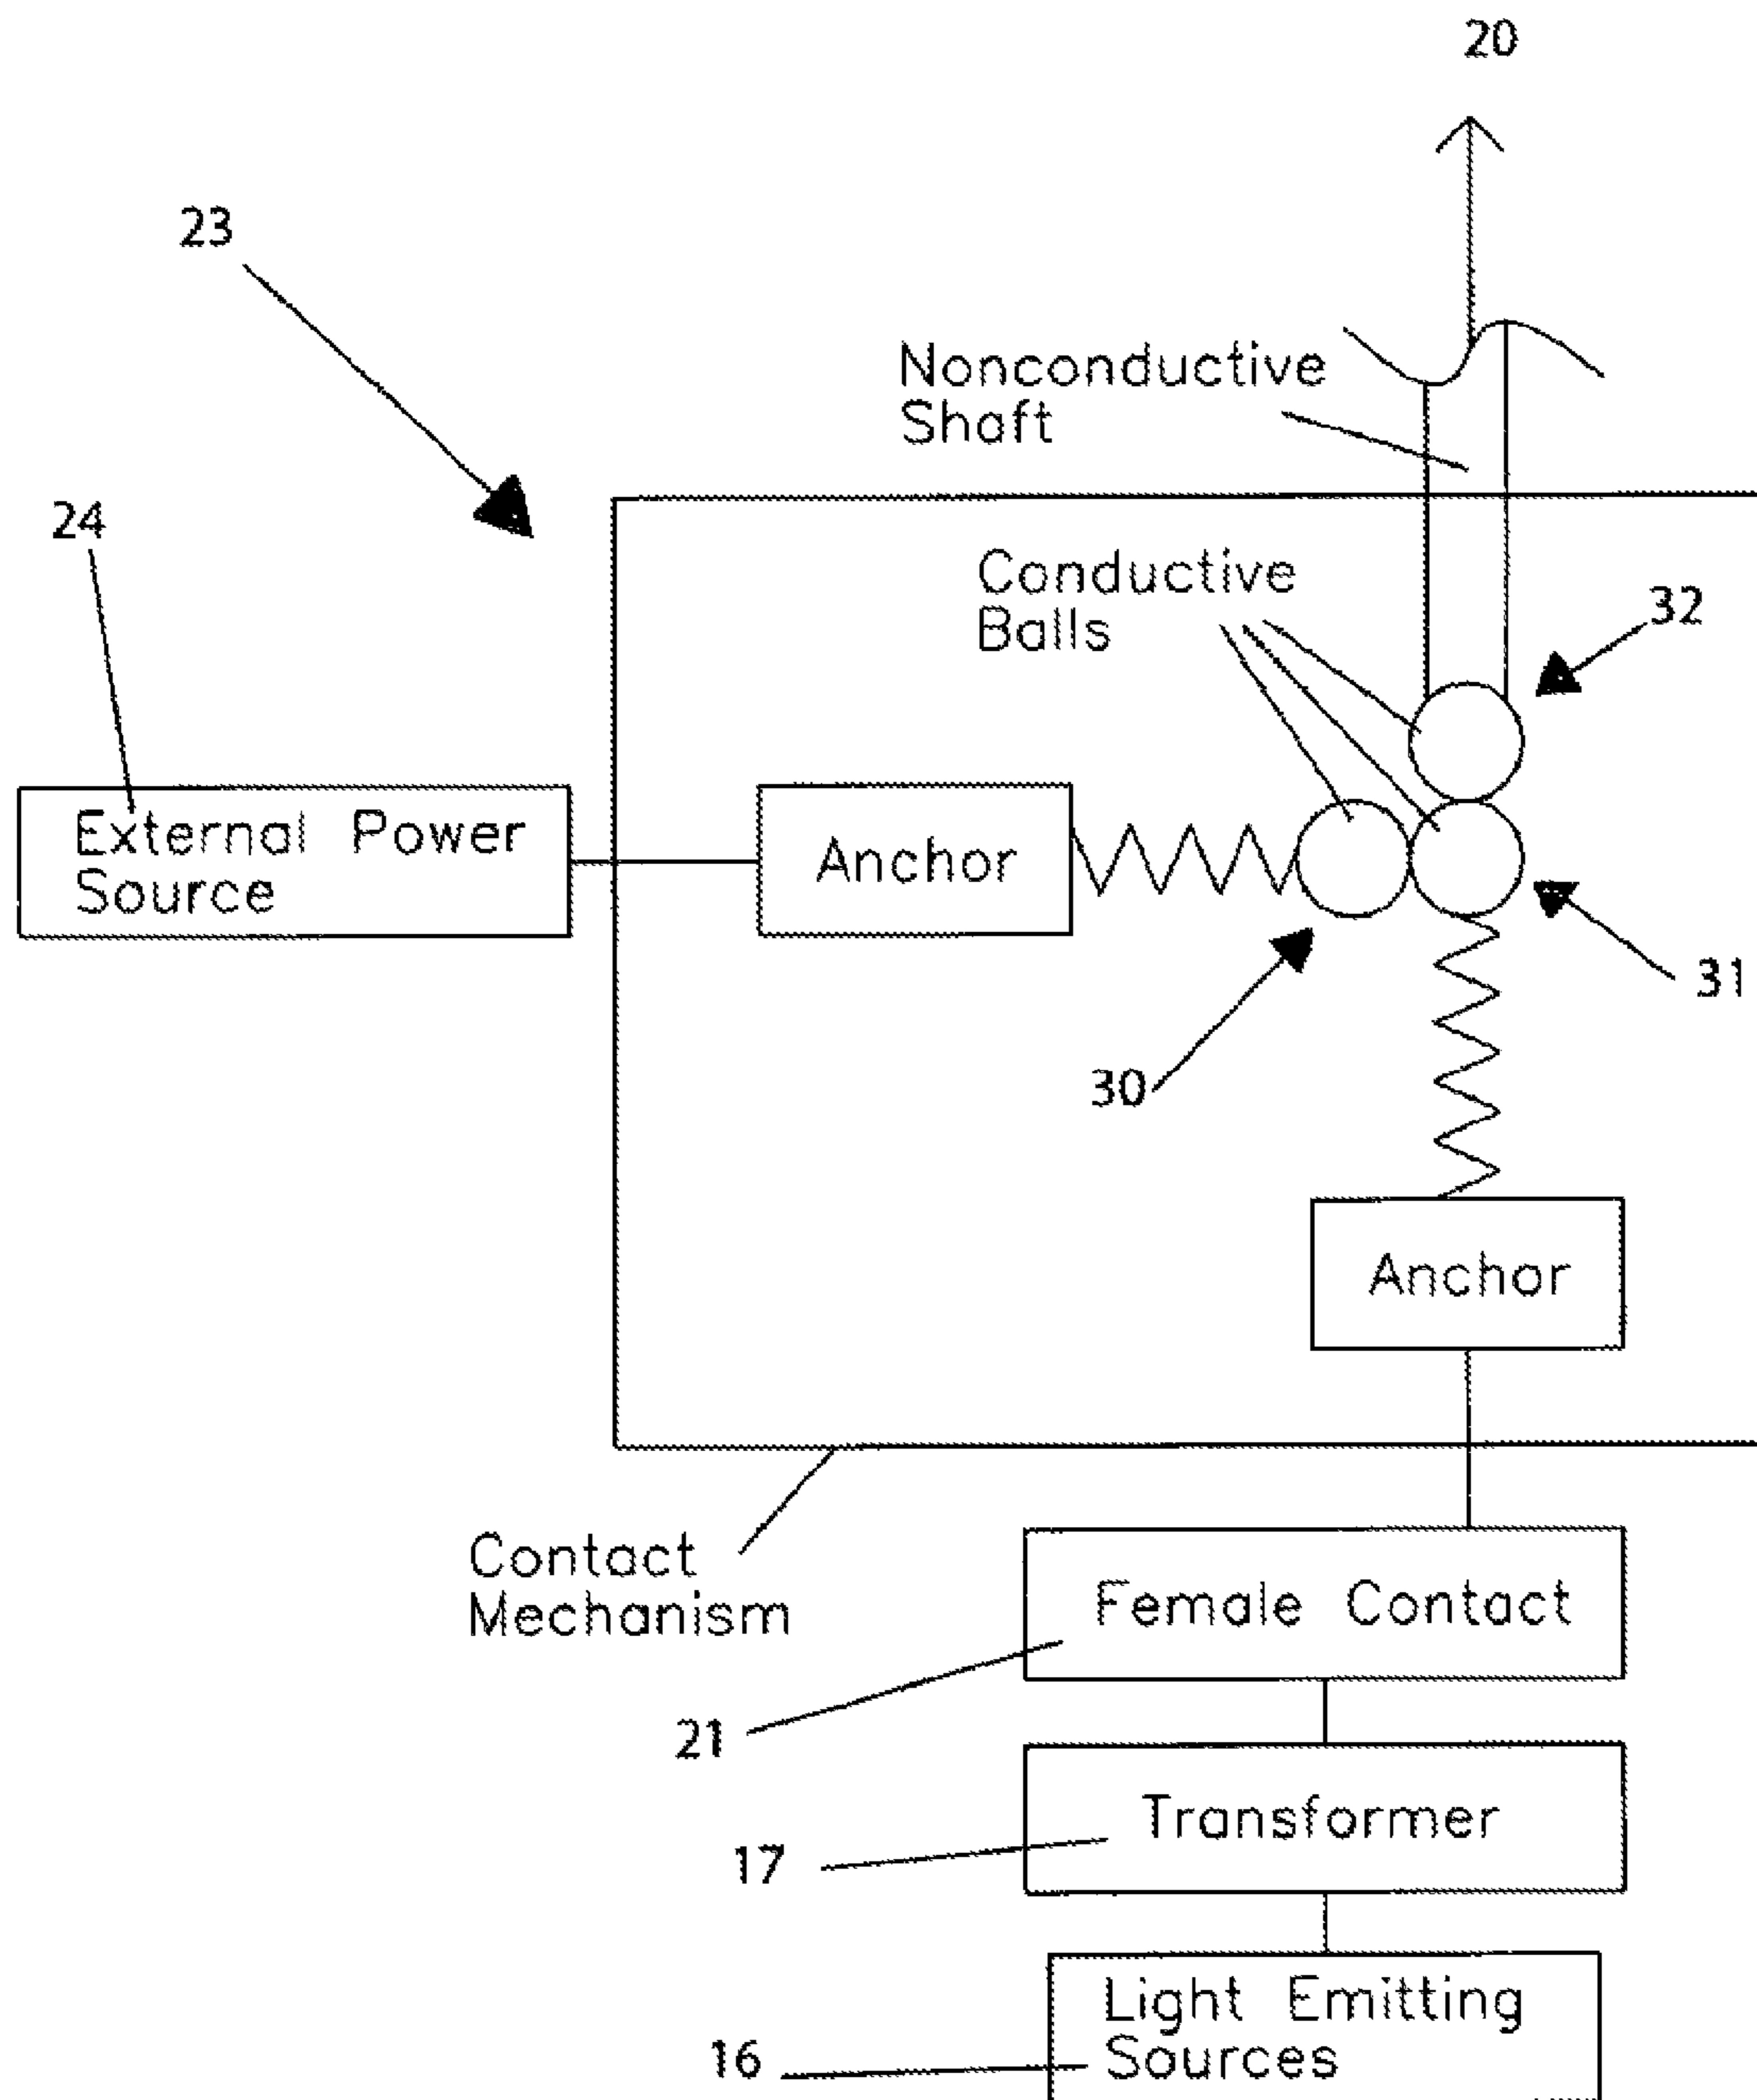 20
23
Nonconductive
Shaft
24
Conductive
Balls
32
External Power
Source
Anchor
31
30
Anchor
Contact
Mechanism
Female Contact
21
Transformer
17
Light Emitting
Sources
16